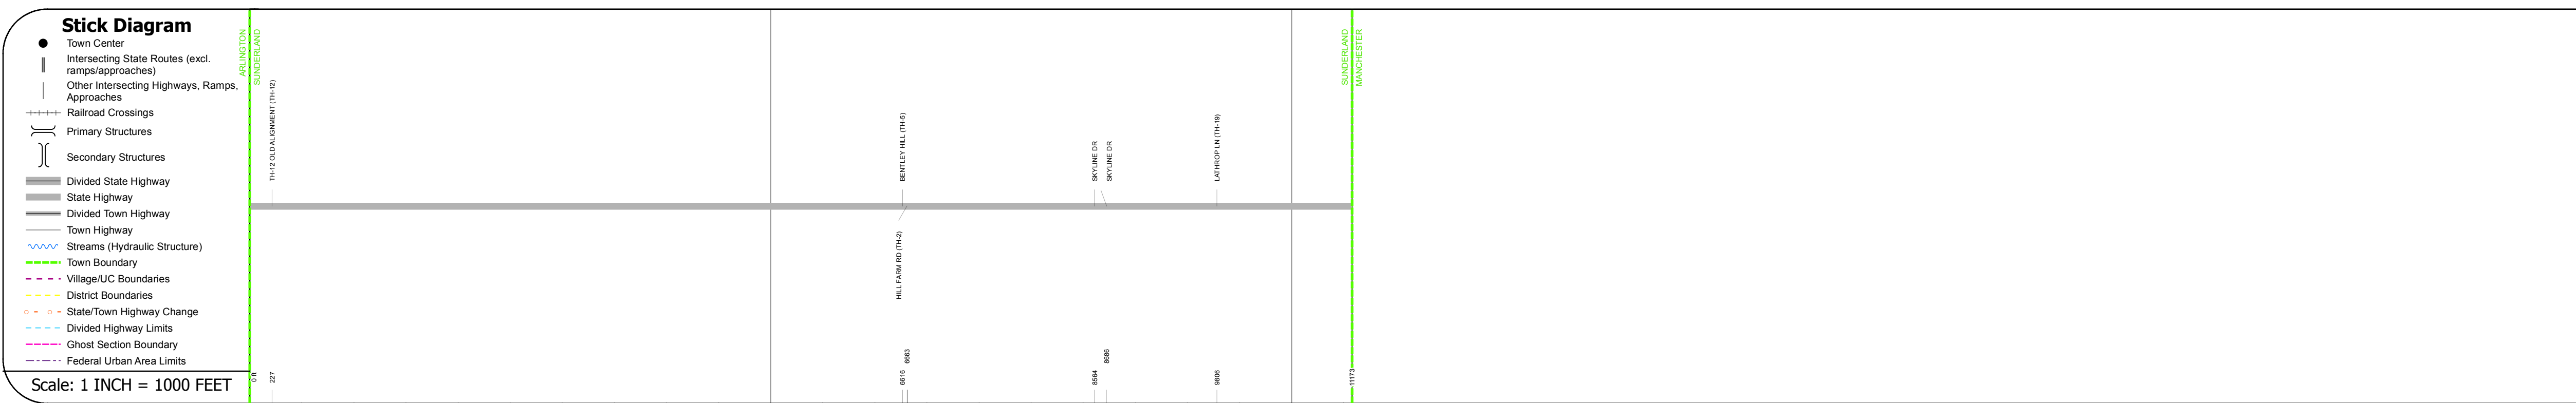 Stick Diagram
Town Center
Intersecting State Routes (excl.
ramps/approaches)
Other Intersecting Highways, Ramps,
Approaches
Railroad Crossings
Primary Structures
Secondary Structures
Divided State Highway
State Highway
Divided Town Highway
Town Highway
Streams (Hydraulic Structure)
Town Boundary
Village/UC Boundaries
District Boundaries
State/Town Highway Change
Divided Highway Limits
Ghost Section Boundary
Federal Urban Area Limits
Scale: 1 INCH = 1000 FEET
ARLINGTON
SUNDERLAND
TH-12 OLD ALIGNMENT (TH-12)
BENTLEY HILL (TH-5)
HILL FARM RD (TH-2)
SKYLINE DR
SKYLINE DR
LATHROP LN (TH-19)
SUNDERLAND
MANCHESTER
0 ft
227
6616
6663
8564
8686
9806
11173